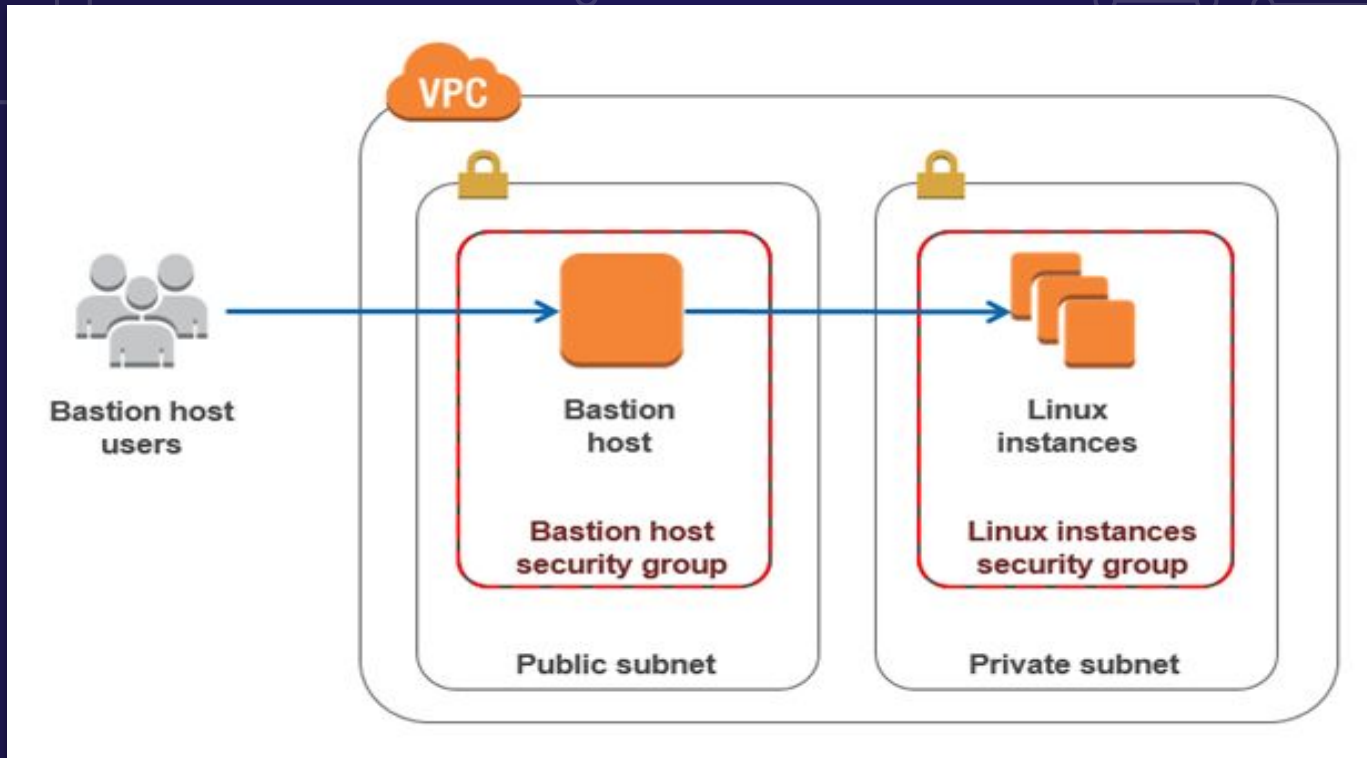 VPC
Bastion host
users
Bastion
host
Bastion host
security group
Public subnet
Linux
instances
Linux instances
security group
Private subnet